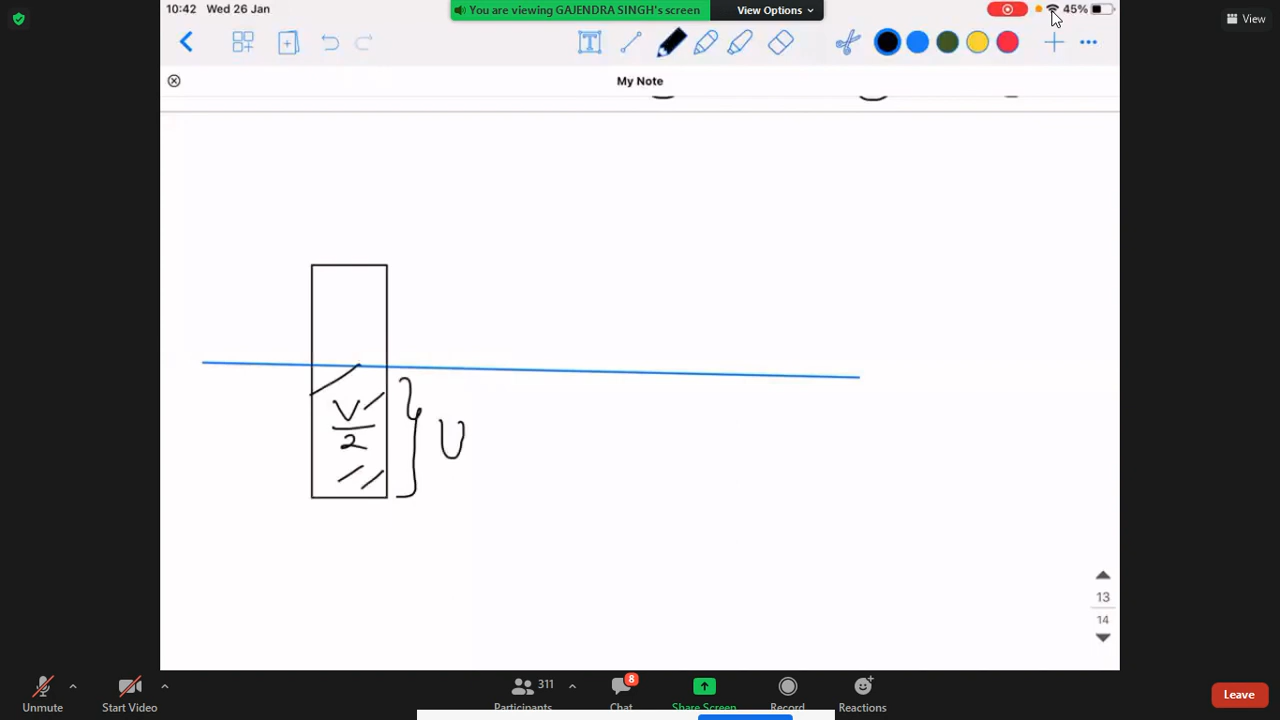 10:42 Wed 26 Jan
You are viewing GAJENDRA SINGH's screen
View Options
45%
View
My Note
V
2
U
13
14
Unmute
Start Video
311
Participants
8
Chat
Share Screen
Record
Reactions
Leave